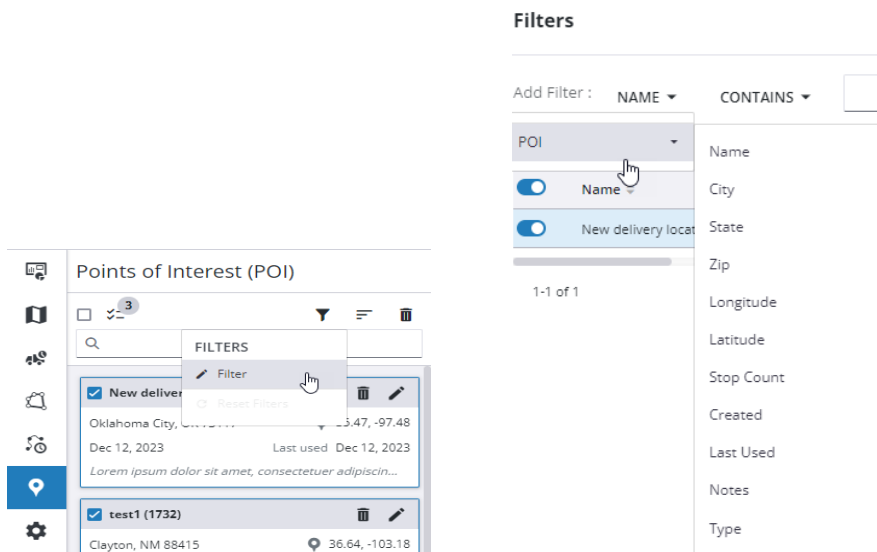 Filters
Add Filter : NAME CONTAINS
POI
Name
New delivery locat
1-1 of 1
Name
City
State
Zip
Longitude
Latitude
Stop Count
Created
Last Used
Notes
Type
Points of Interest (POI)
3
FILTERS
Filter
Reset Filters
New deliver
Oklahoma City, 35.47, -97.48
Dec 12, 2023 Last used Dec 12, 2023
Lorem ipsum dolor sit amet, consectetuer adipiscin...
test1 (1732)
Clayton, NM 88415 36.64, -103.18